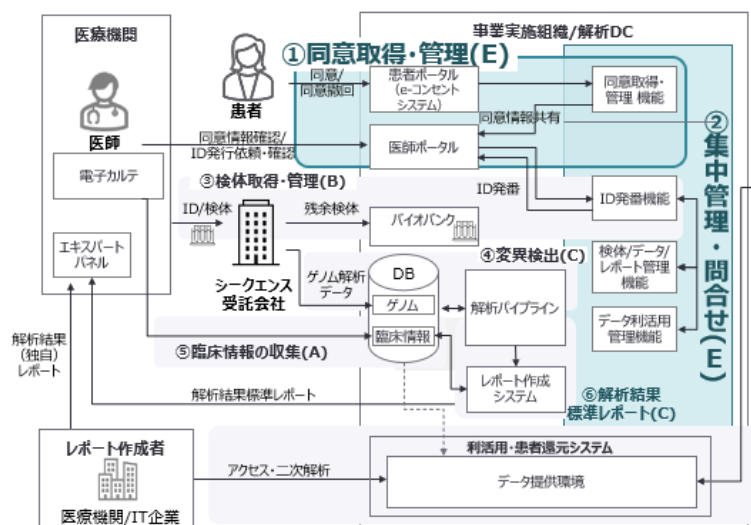 医療機関
事業実施組織/解析DC
①同意取得・管理(E)
患者
同意/
同意撤回
患者ポータル
(e-コンセント
システム)
同意取得・
管理 機能
同意情報共有
医師
同意情報確認/
ID発行依頼・確認
医師ポータル
②集中管理・問合せ(E)
電子カルテ
③検体取得・管理(B)
ID発番
ID発番機能
ID/検体
残余検体
バイオバンク
エキスパート
パネル
シークエンス
受託会社
ゲノム解析
データ
DB
ゲノム
臨床情報
④変異検出(C)
解析パイプライン
検体/データ/
レポート管理
機能
データ利活用
管理機能
解析結果
(独自)
レポート
⑤臨床情報の収集(A)
解析結果標準レポート
レポート作成
システム
⑥解析結果
標準レポート(C)
レポート作成者
医療機関/IT企業
アクセス・二次解析
利活用・患者還元システム
データ提供環境